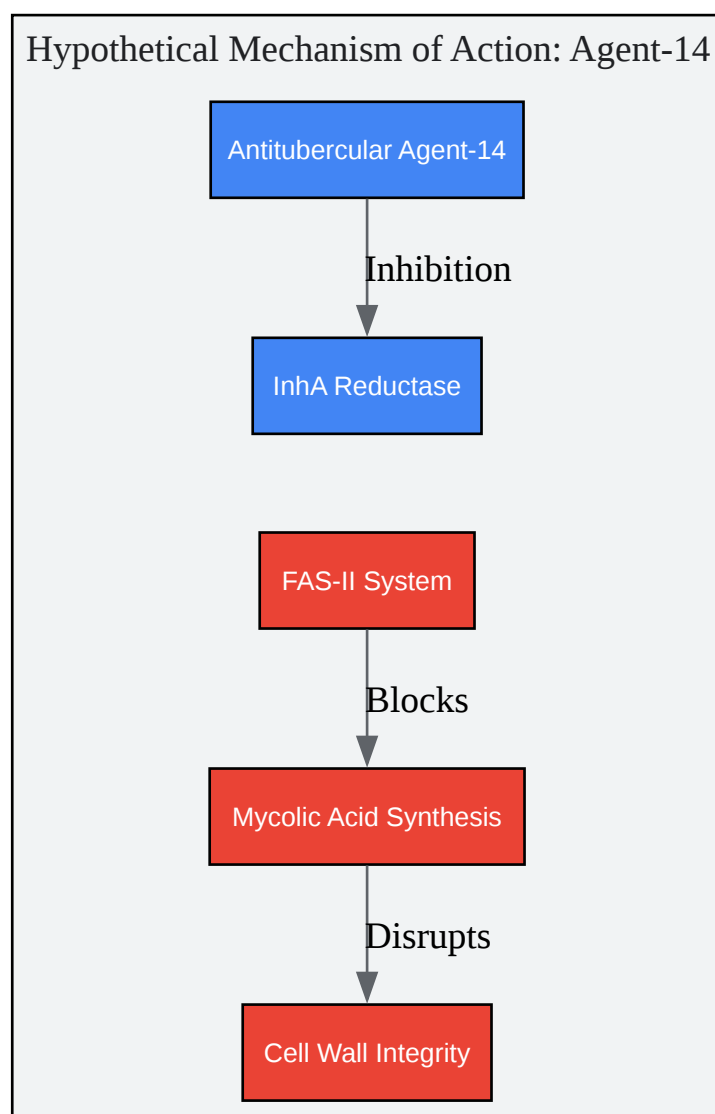 Hypothetical Mechanism of Action: Agent-14
Antitubercular Agent-14
Inhibition
InhA Reductase
FAS-II System
Blocks
Mycolic Acid Synthesis
Disrupts
Cell Wall Integrity